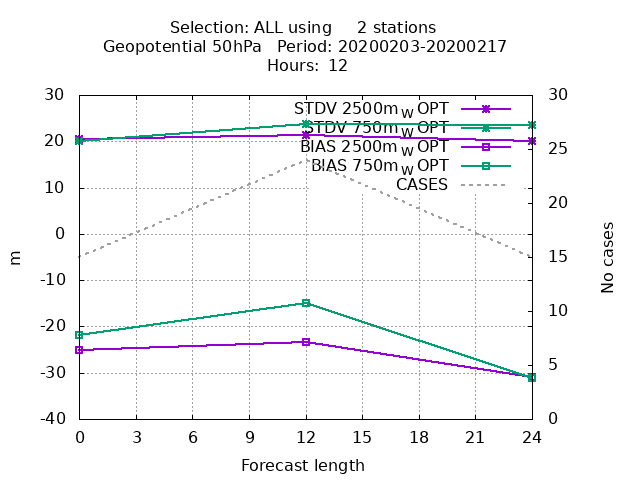 Selection: ALL using     2 stations
Geopotential 50hPa   Period: 20200203-20200217
Hours:  12
30 30
STDV 2500m W OPT
STDV 750m W OPT
20 25
BIAS 2500m W OPT
BIAS 750m W OPT
10 CASES 20
0 15
m No cases
-10 10
-20
-30 5
-40 0
0 3 6 9 12 15 18 21 24
Forecast length